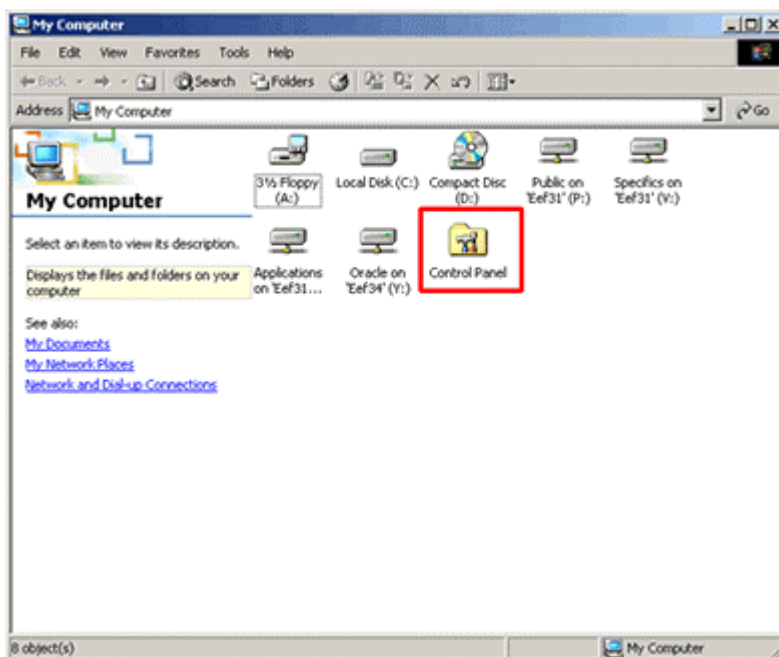 My Computer
File Edit View Favorites Tools Help
Back Search Folders
Address My Computer Go
My Computer
Select an item to view its description.
Displays the files and folders on your
computer
See also:
My Documents
My Network Places
Network and Dial-up Connections
3½ Floppy
(A:)
Local Disk (C:)
Compact Disc
(D:)
Public on
'Eef31' (P:)
Specifics on
'Eef31' (V:)
Applications
on 'Eef31...
Oracle on
'Eef34' (Y:)
Control Panel
8 object(s) My Computer